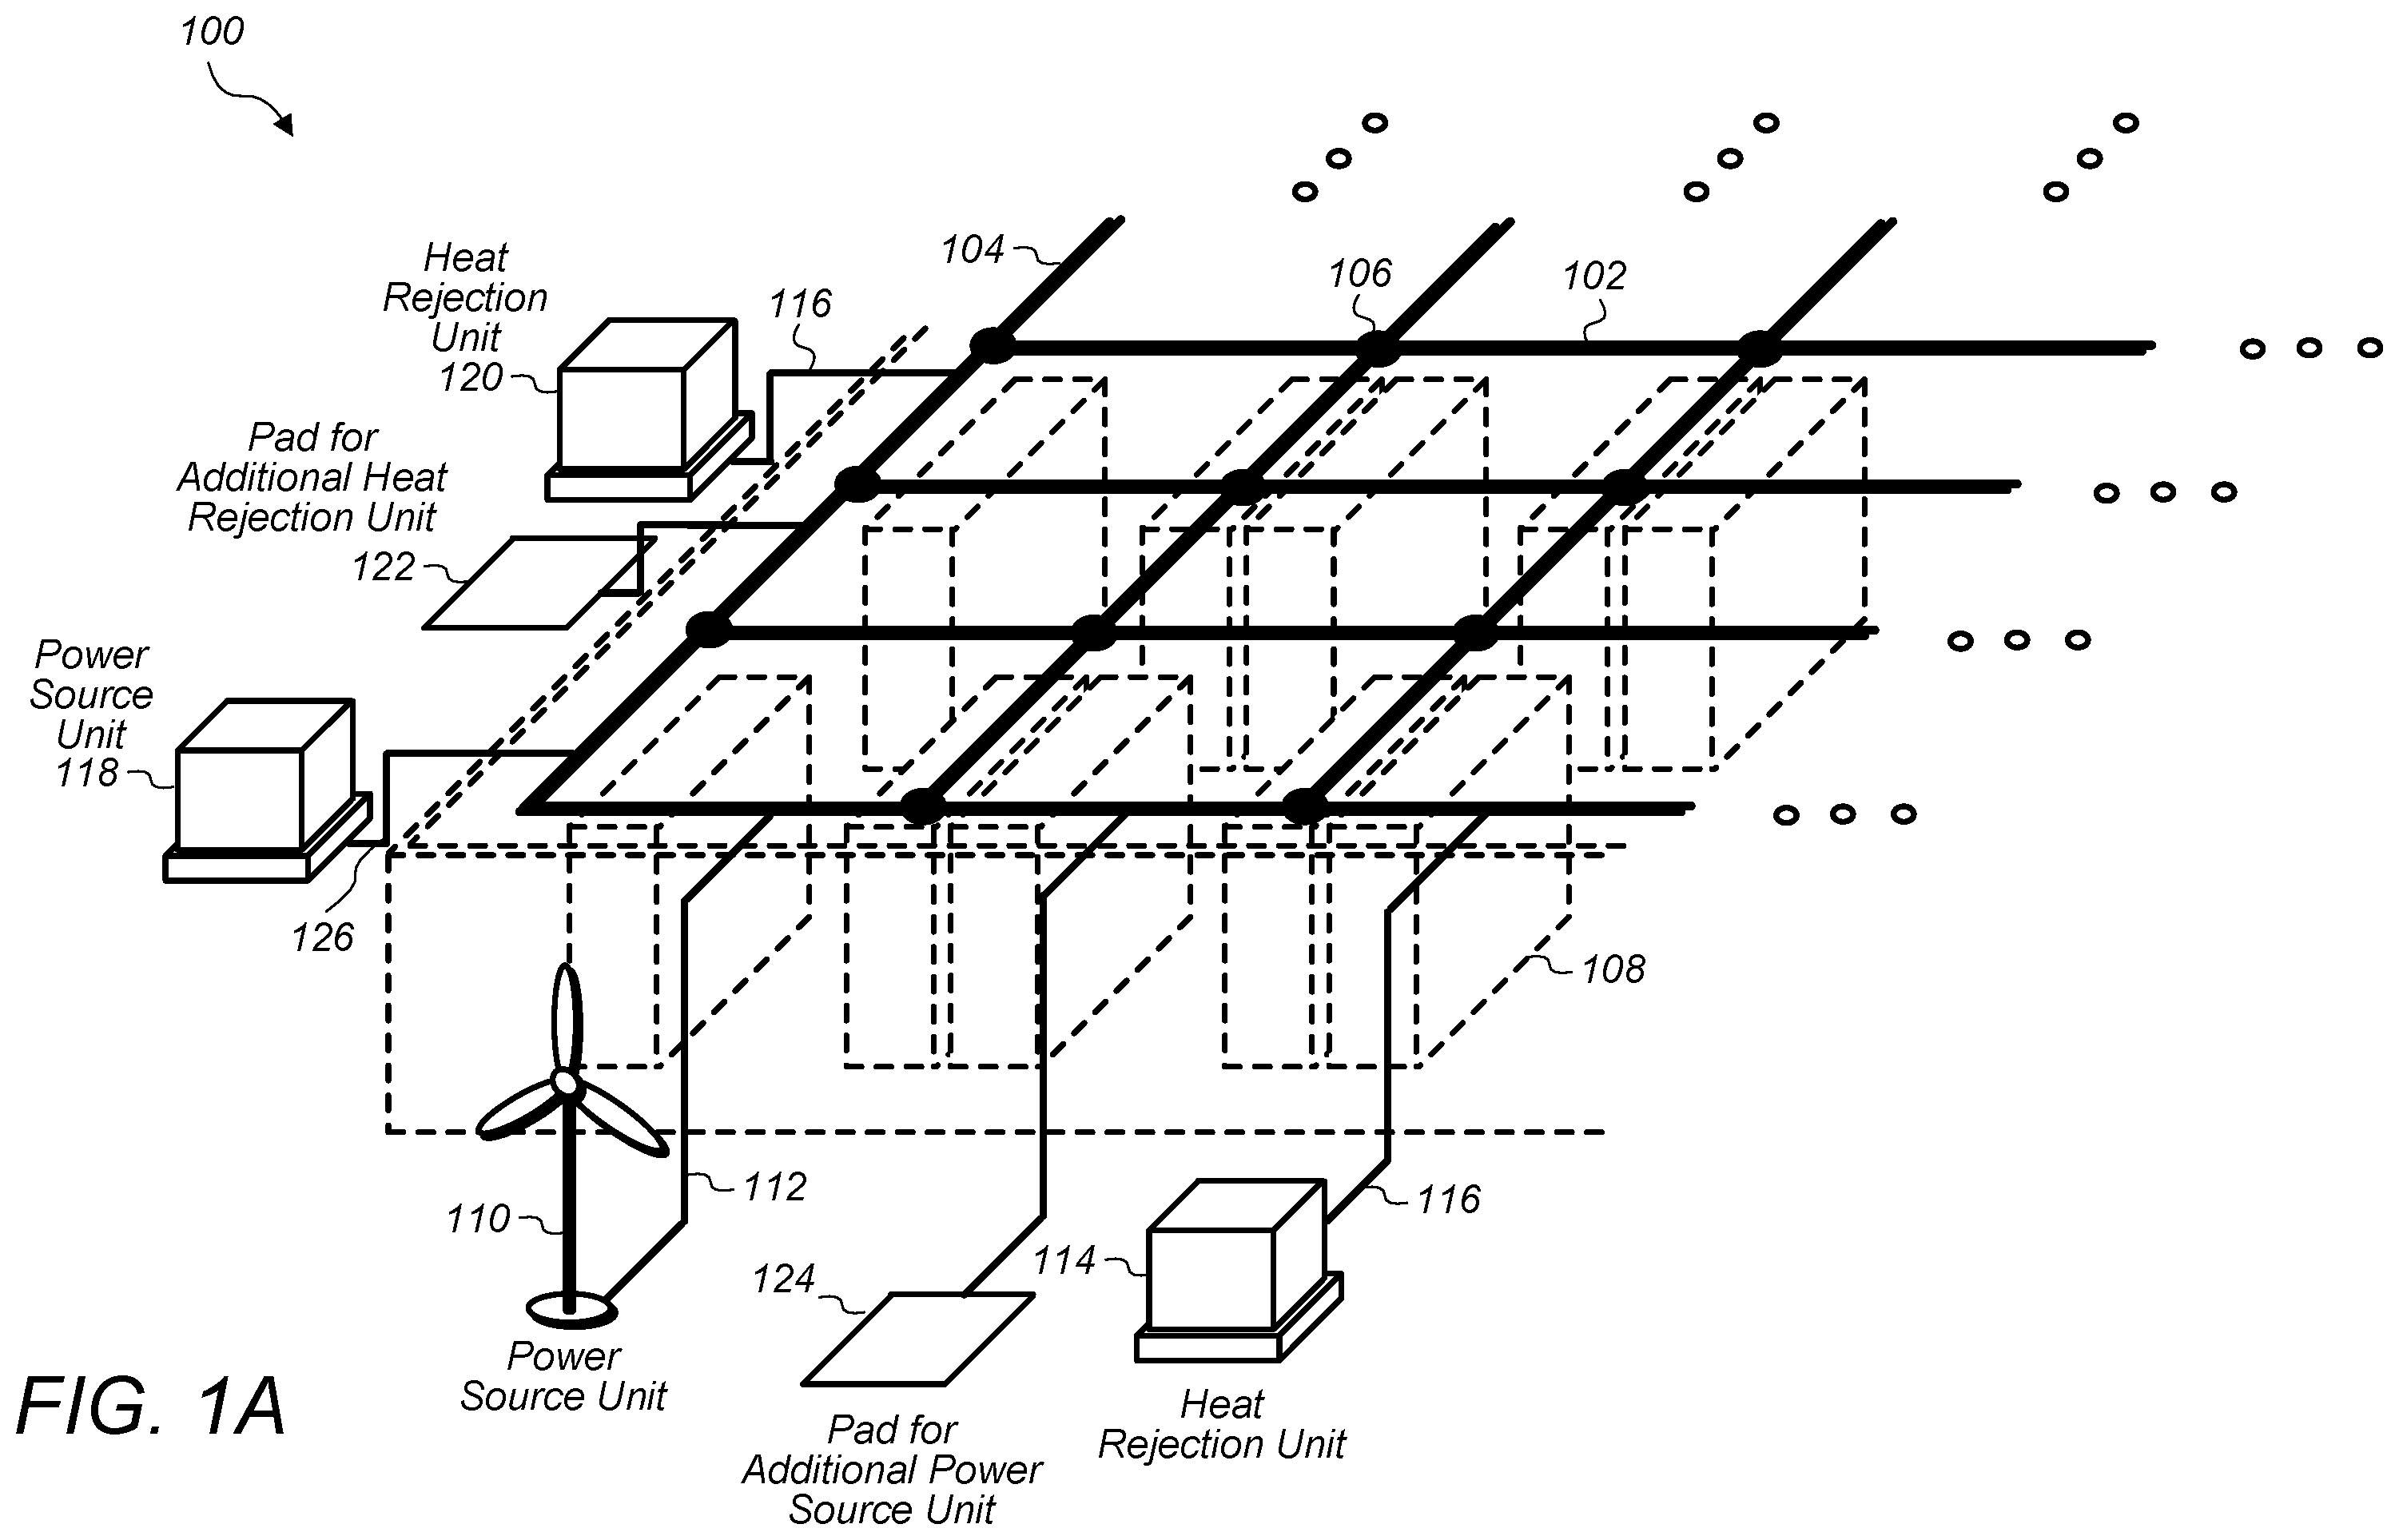 100
104
106
102
Heat
Rejection
Unit
120
116
Pad for
Additional Heat
Rejection Unit
122
Power
Source
Unit
118
126
108
112
110
116
114
124
Power
Source Unit
Pad for
Additional Power
Source Unit
Heat
Rejection Unit
FIG. 1A